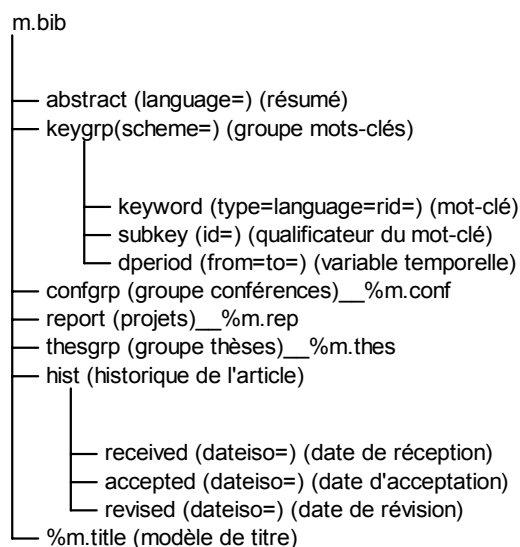 m.bib
abstract (language=) (résumé)
keygrp(scheme=) (groupe mots-clés)
keyword (type=language=rid=) (mot-clé)
subkey (id=) (qualificateur du mot-clé)
dperiod (from=to=) (variable temporelle)
confgrp (groupe conférences)__%m.conf
report (projets)__%m.rep
thesgrp (groupe thèses)__%m.thes
hist (historique de l'article)
received (dateiso=) (date de réception)
accepted (dateiso=) (date d'acceptation)
revised (dateiso=) (date de révision)
%m.title (modèle de titre)